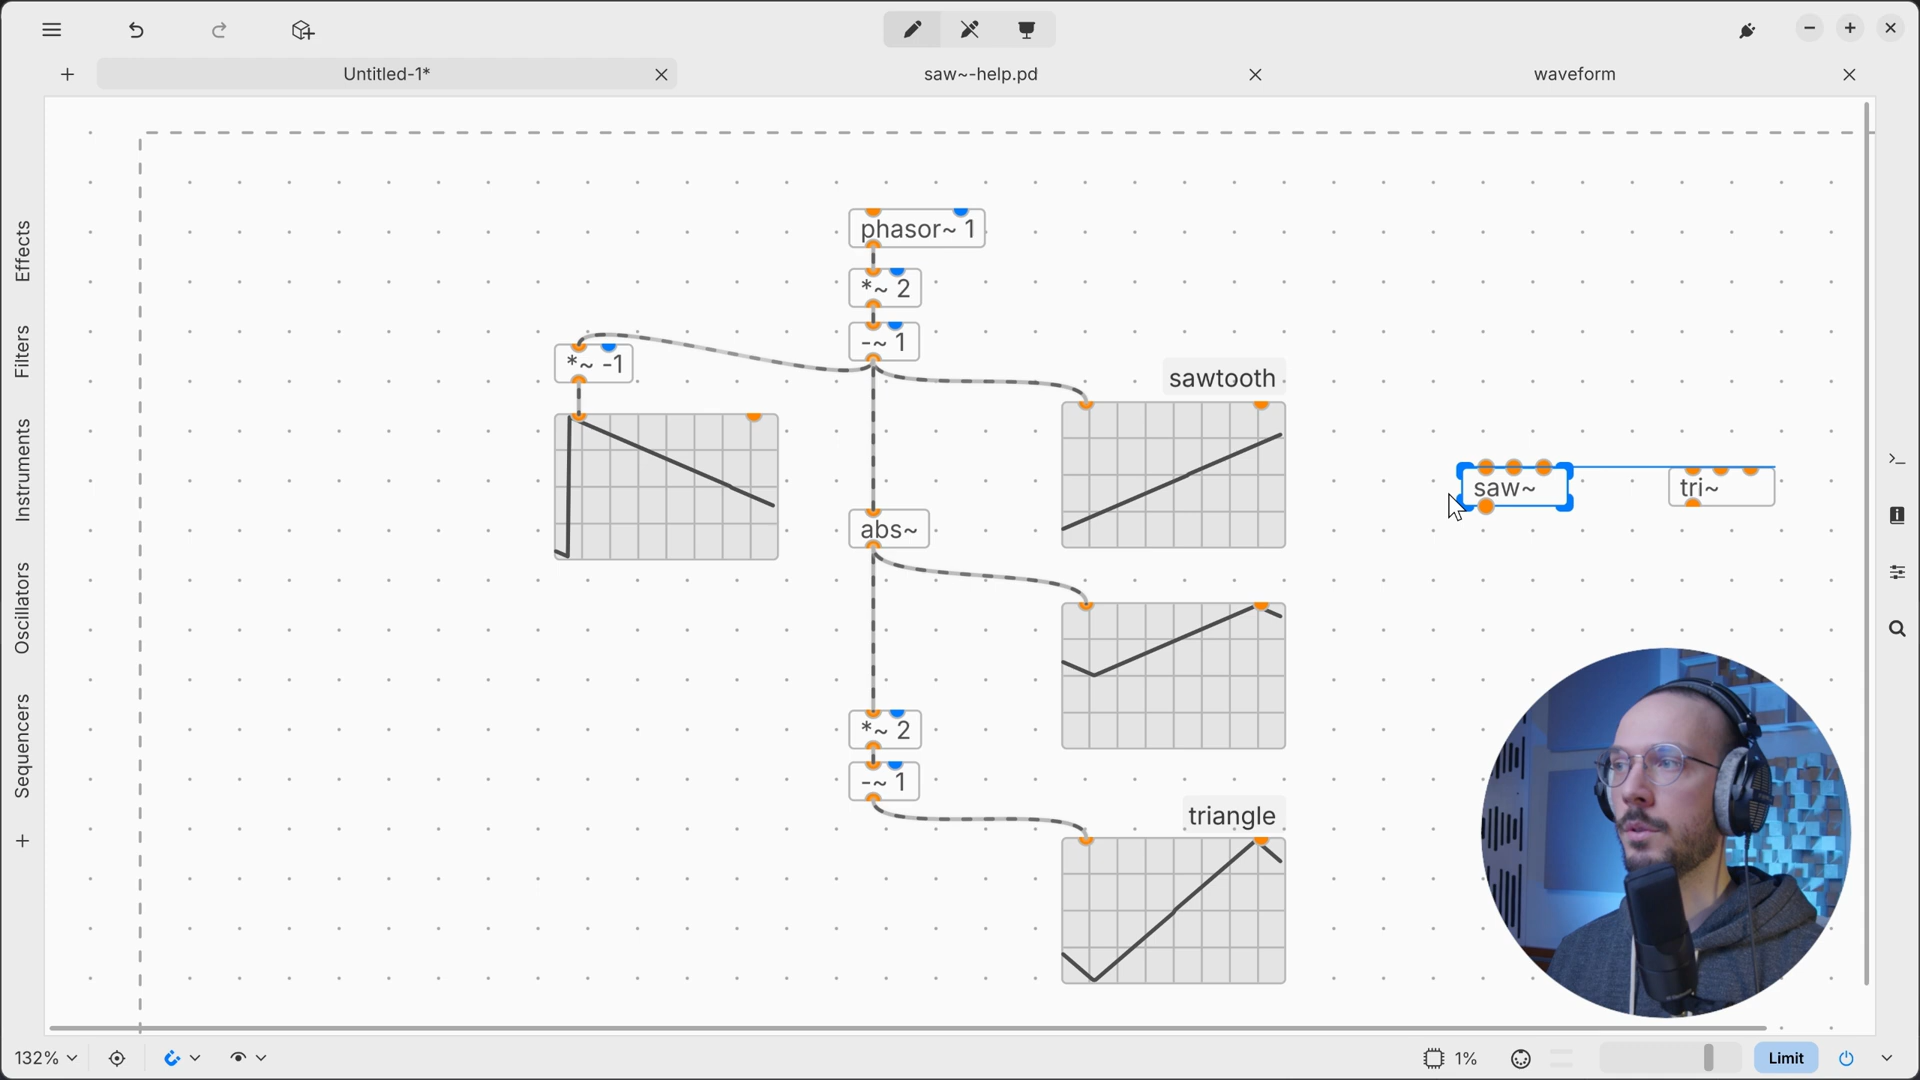 Untitled-1*
saw~-help.pd
waveform
Effects
Filters
Instruments
Oscillators
Sequencers
phasor~ 1
*~ 2
-~ 1
*~ -1
sawtooth
saw~
tri~
abs~
*~ 2
-~ 1
triangle
132%
1%
Limit